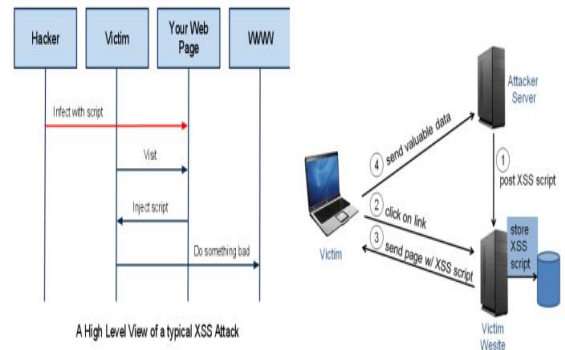 Hacker
Victim
Your Web
Page
WWW
Infect with script
Visit
Inject script
Do something bad
A High Level View of a typical XSS Attack
Attacker
Server
4 send valuable data
1
post XSS script
2 click on link
3 send page w/ XSS script
store
XSS
script
Victim
Victim
Wesite